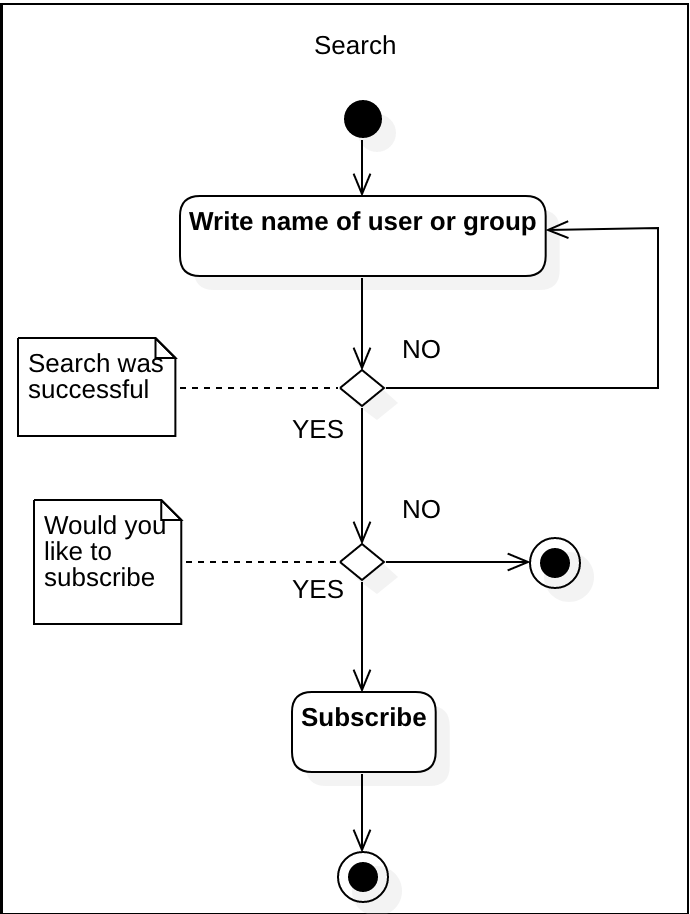 Search
Write name of user or group
NO
Search was
successful
YES
NO
Would you
like to
subscribe
YES
Subscribe